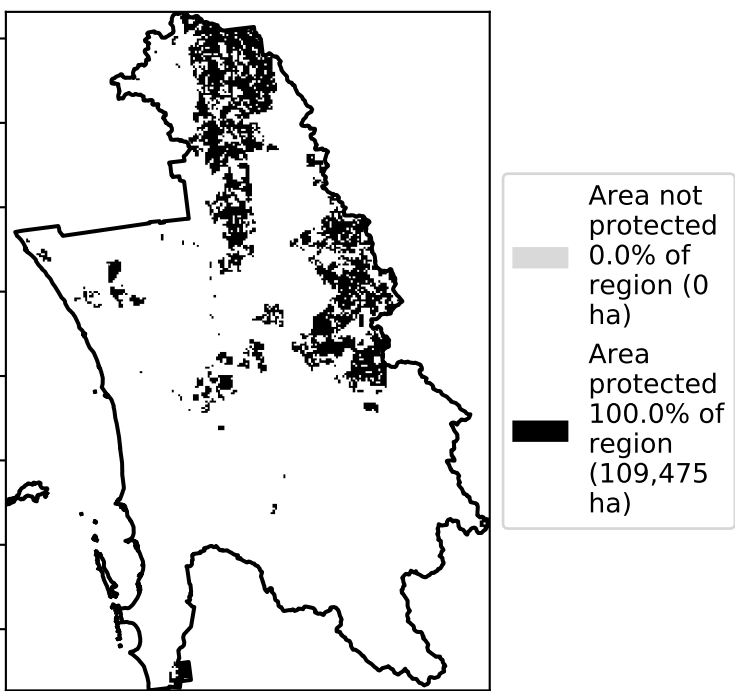 Area not
protected
0.0% of
region (0
ha)
Area
protected
100.0% of
region
(109,475
ha)